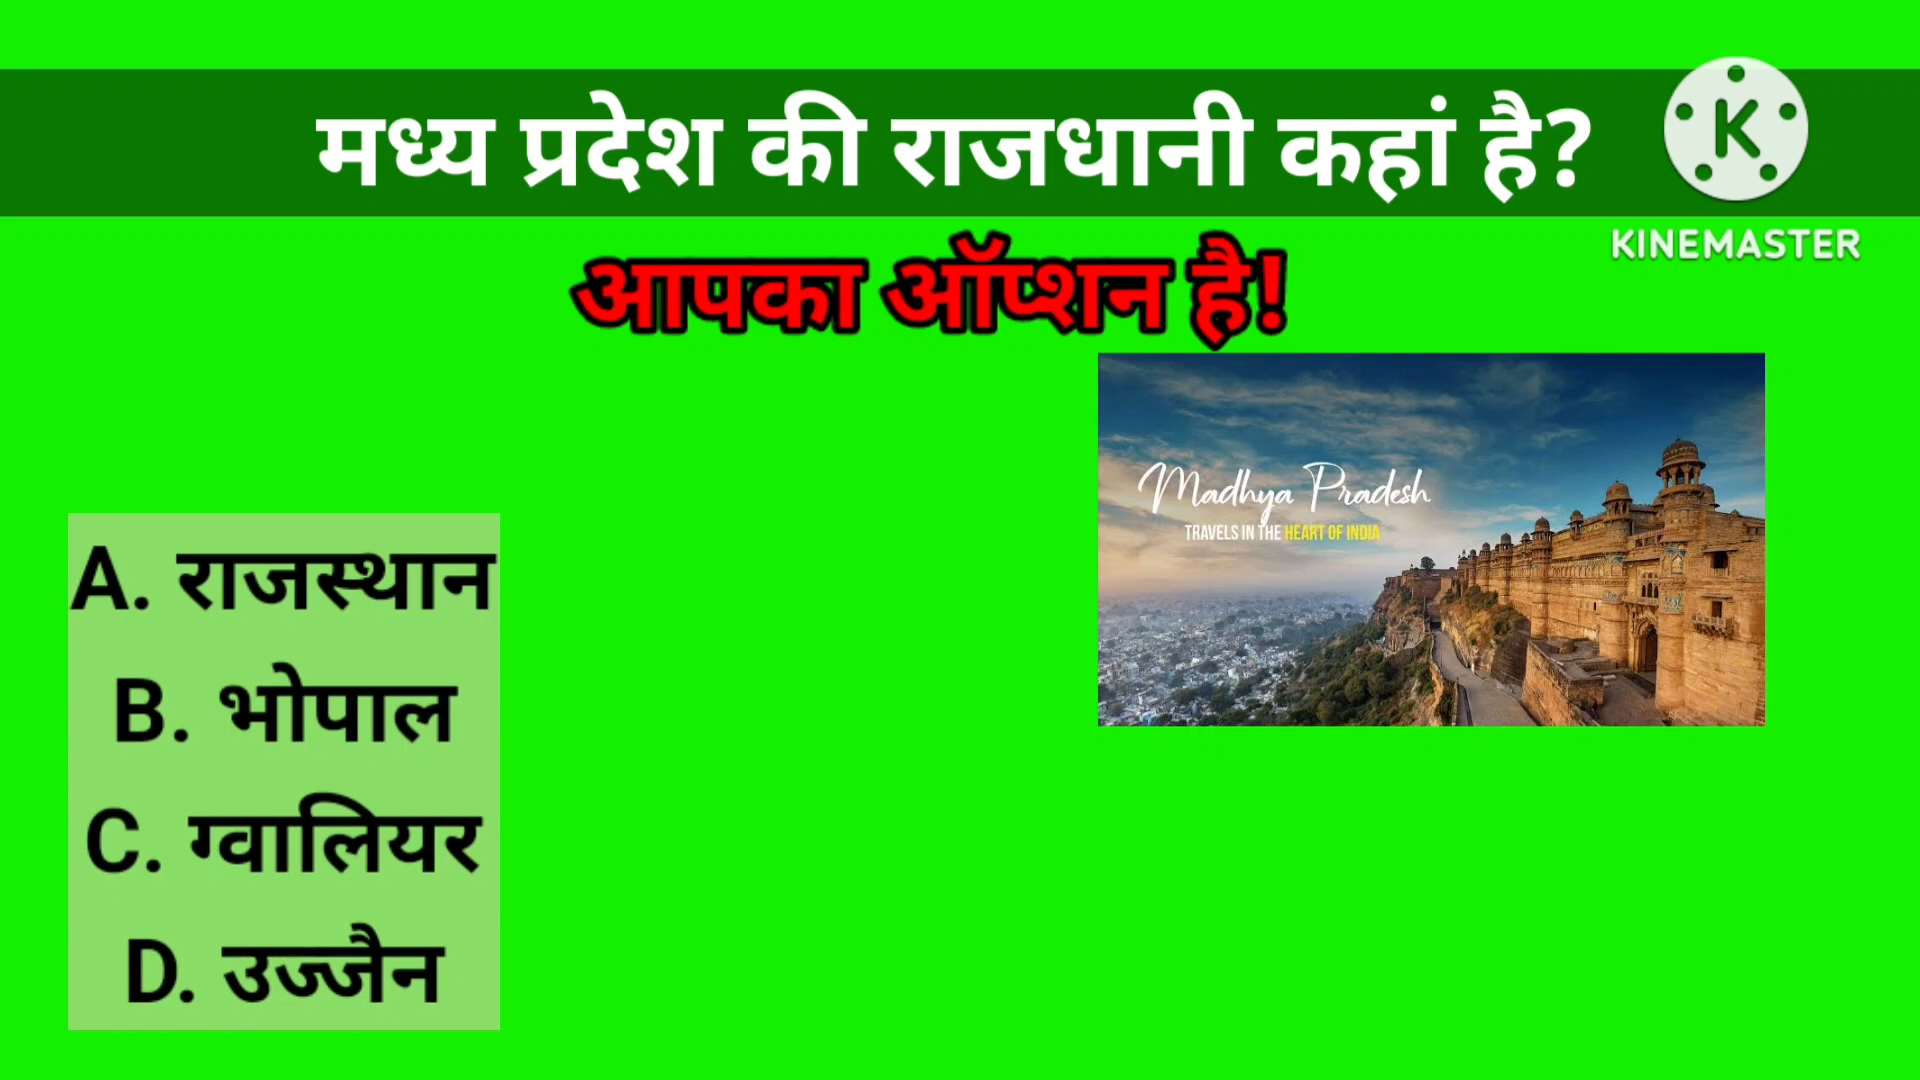 मध्य प्रदेश की राजधानी कहां है?
KINEMASTER
आपका ऑप्शन है!
Madhya Pradesh
TRAVELS IN THE HEART OF INDIA
A. राजस्थान
B. भोपाल
C. ग्वालियर
D. उज्जैन